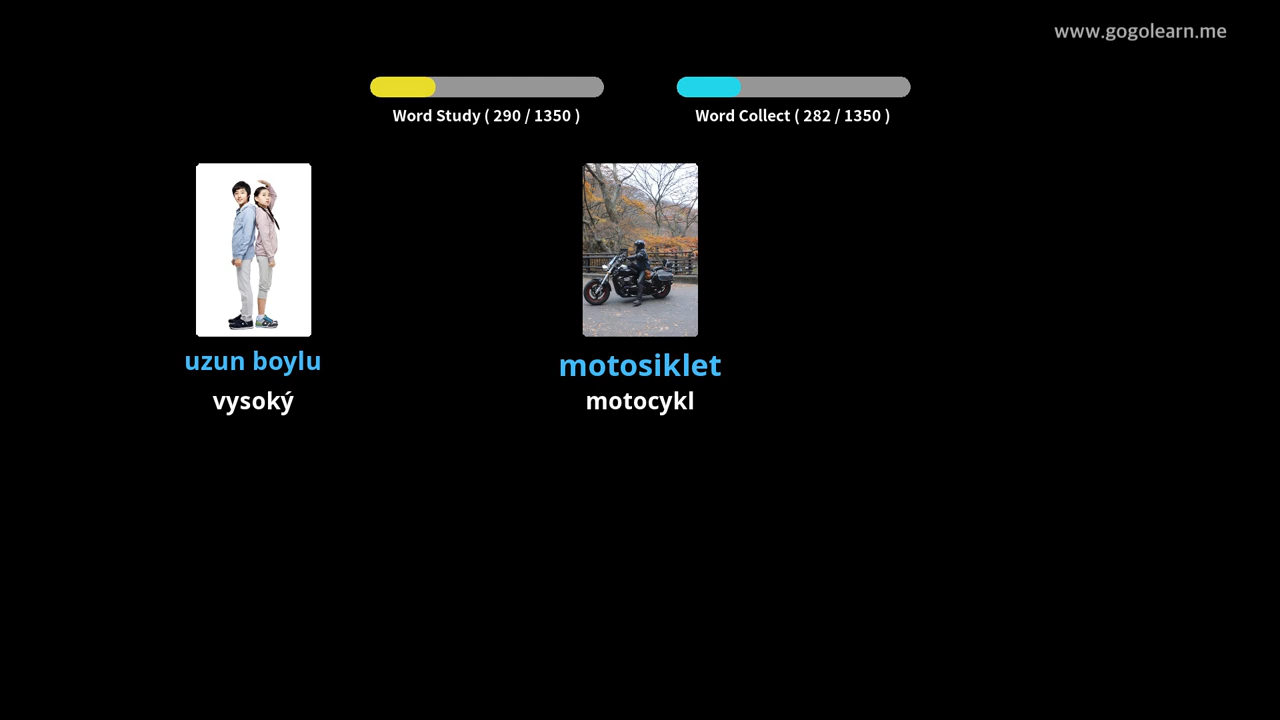 www.gogolearn.me
Word Study ( 290 / 1350 )
Word Collect ( 282 / 1350 )
uzun boylu
motosiklet
vysoký
motocykl